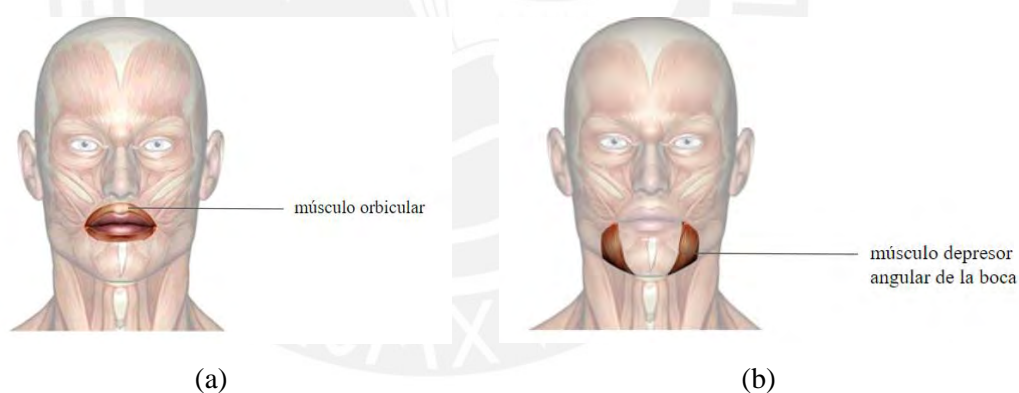 músculo orbicular
músculo depresor
angular de la boca
(a)
(b)